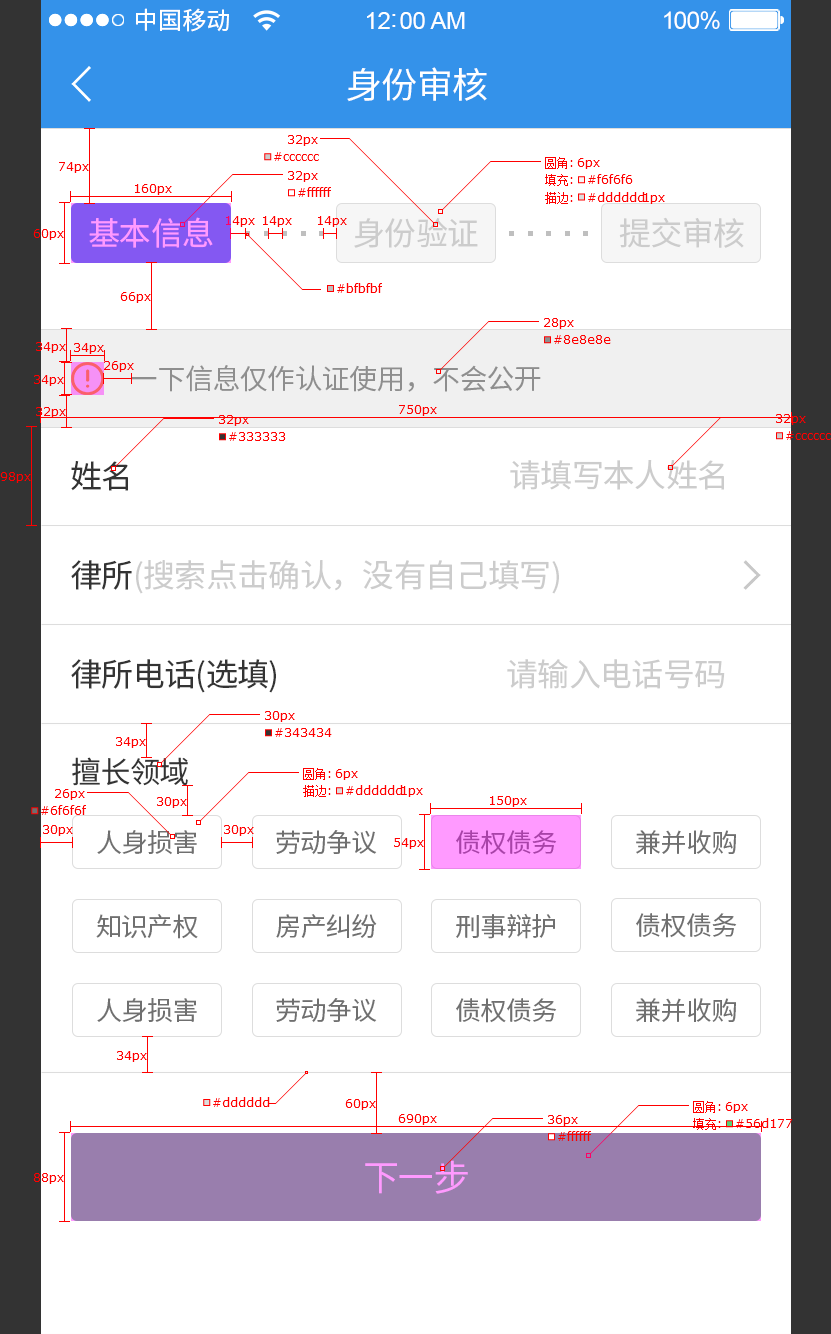 中国移动 12:00 AM 100%
身份审核
32px
#cccccc
圆角: 6px
填充: #f6f6f6
描边: #dddddd1px
74px
32px
#ffffff
160px
60px
基本信息
14px 14px 14px
身份验证
提交审核
#bfbfbf
66px
28px
#8e8e8e
34px 34px
26px
34px
一下信息仅作认证使用，不会公开
32px
750px
32px
#333333
32px
#cccccc
98px
姓名 请填写本人姓名
律所(搜索点击确认，没有自己填写)
律所电话(选填) 请输入电话号码
30px
#343434
34px
擅长领域
圆角: 6px
描边: #dddddd1px
26px
#6f6f6f
30px
150px
30px 30px 54px
人身损害 劳动争议 债权债务 兼并收购
知识产权 房产纠纷 刑事辩护 债权债务
人身损害 劳动争议 债权债务 兼并收购
34px
#dddddd
60px
690px
36px
#ffffff
圆角: 6px
填充: #56d177
88px
下一步